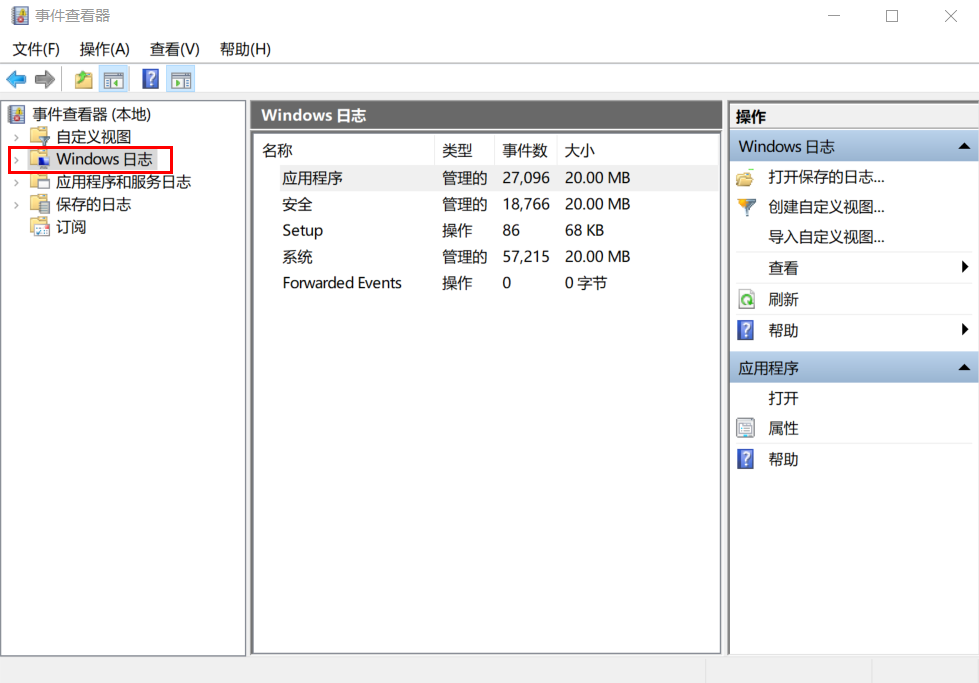 事件查看器
文件(F) 操作(A) 查看(V) 帮助(H)
事件查看器 (本地)
自定义视图
Windows 日志
应用程序和服务日志
保存的日志
订阅
Windows 日志
名称 类型 事件数 大小
应用程序 管理的 27,096 20.00 MB
安全 管理的 18,766 20.00 MB
Setup 操作 86 68 KB
系统 管理的 57,215 20.00 MB
Forwarded Events 操作 0 0 字节
操作
Windows 日志
打开保存的日志...
创建自定义视图...
导入自定义视图...
查看
刷新
帮助
应用程序
打开
属性
帮助